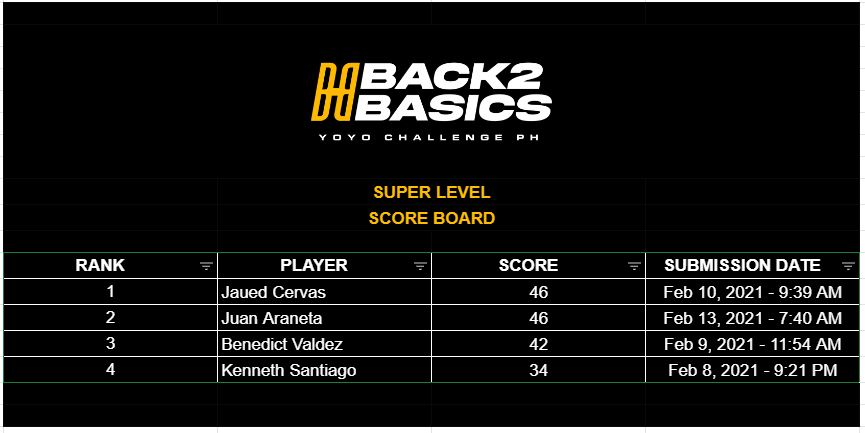 BACK2
BASICS
YOYO CHALLENGE PH
SUPER LEVEL
SCORE BOARD
RANK PLAYER SCORE SUBMISSION DATE
1 Jaued Cervas 46 Feb 10, 2021 - 9:39 AM
2 Juan Araneta 46 Feb 13, 2021 - 7:40 AM
3 Benedict Valdez 42 Feb 9, 2021 - 11:54 AM
4 Kenneth Santiago 34 Feb 8, 2021 - 9:21 PM